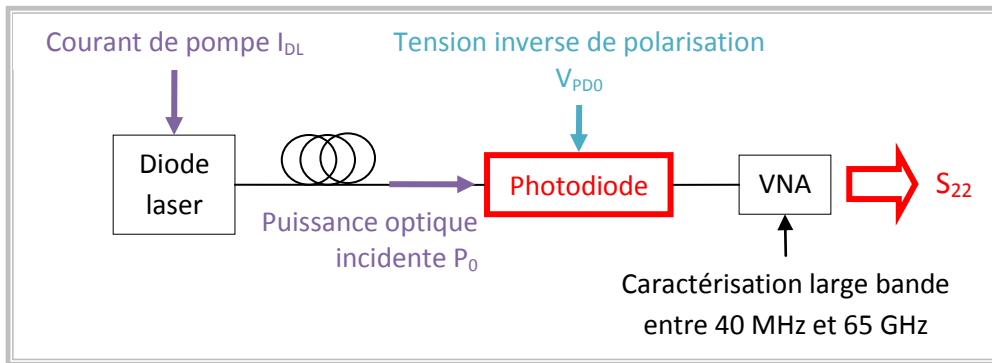 Courant de pompe I_DL
Tension inverse de polarisation
V_PD0
Diode
laser
Photodiode
VNA
S_22
Puissance optique
incidente P_0
Caractérisation large bande
entre 40 MHz et 65 GHz